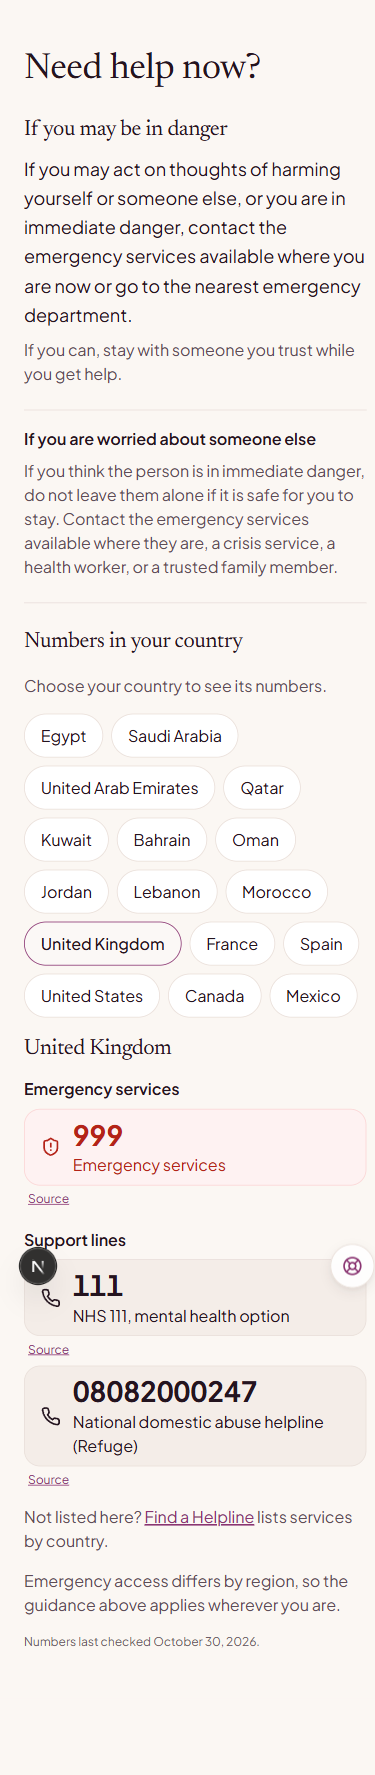 Need help now?
If you may be in danger
If you may act on thoughts of harming
yourself or someone else, or you are in
immediate danger, contact the
emergency services available where you
are now or go to the nearest emergency
department.
If you can, stay with someone you trust while
you get help.
If you are worried about someone else
If you think the person is in immediate danger,
do not leave them alone if it is safe for you to
stay. Contact the emergency services
available where they are, a crisis service, a
health worker, or a trusted family member.
Numbers in your country
Choose your country to see its numbers.
Egypt Saudi Arabia
United Arab Emirates Qatar
Kuwait Bahrain Oman
Jordan Lebanon Morocco
United Kingdom France Spain
United States Canada Mexico
United Kingdom
Emergency services
999
Emergency services
Source
Support lines
N
111
NHS 111, mental health option
Source
08082000247
National domestic abuse helpline
(Refuge)
Source
Not listed here? Find a Helpline lists services
by country.
Emergency access differs by region, so the
guidance above applies wherever you are.
Numbers last checked October 30, 2026.